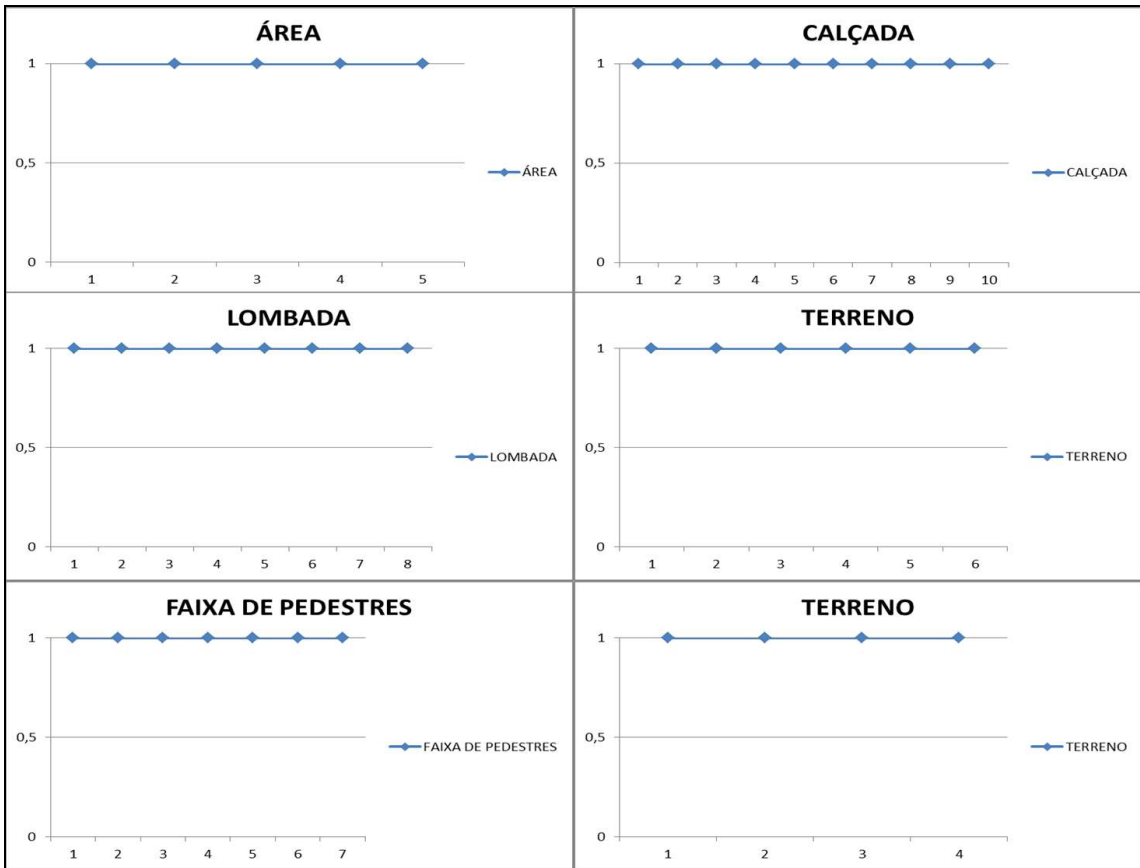 ÁREA
1
0,5
0
1 2 3 4 5
ÁREA
CALÇADA
1
0,5
0
1 2 3 4 5 6 7 8 9 10
CALÇADA
LOMBADA
1
0,5
0
1 2 3 4 5 6 7 8
LOMBADA
TERRENO
1
0,5
0
1 2 3 4 5 6
TERRENO
FAIXA DE PEDESTRES
1
0,5
0
1 2 3 4 5 6 7
FAIXA DE PEDESTRES
TERRENO
1
0,5
0
1 2 3 4
TERRENO